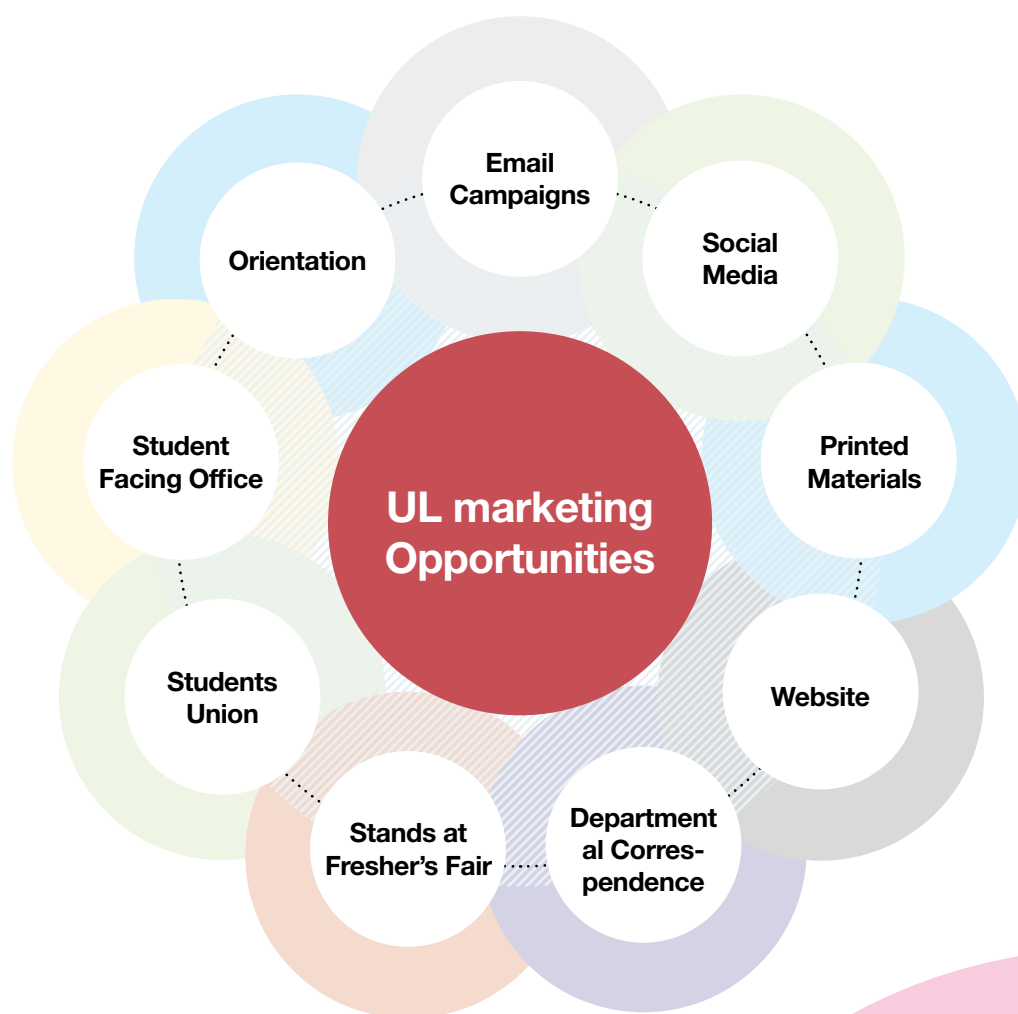 Email
Campaigns
Social
Media
Orientation
Printed
Materials
Student
Facing Office
UL marketing
Opportunities
Students
Union
Website
Stands at
Fresher's Fair
Department
al Corres-
pendence